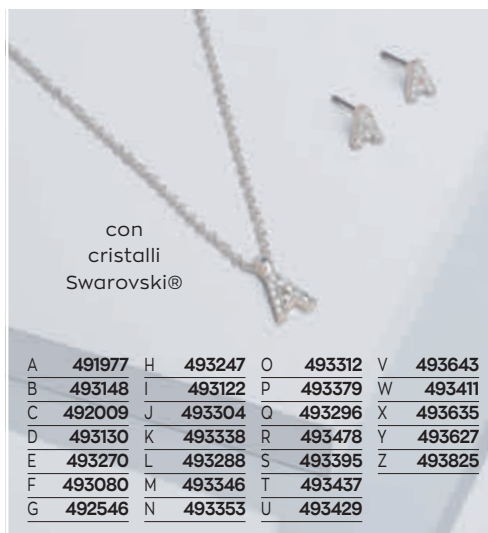 con
cristalli
Swarovski®
A 491977 H 493247 O 493312 V 493643
B 493148 I 493122 P 493379 W 493411
C 492009 J 493304 Q 493296 X 493635
D 493130 K 493338 R 493478 Y 493627
E 493270 L 493288 S 493395 Z 493825
F 493080 M 493346 T 493437
G 492546 N 493353 U 493429